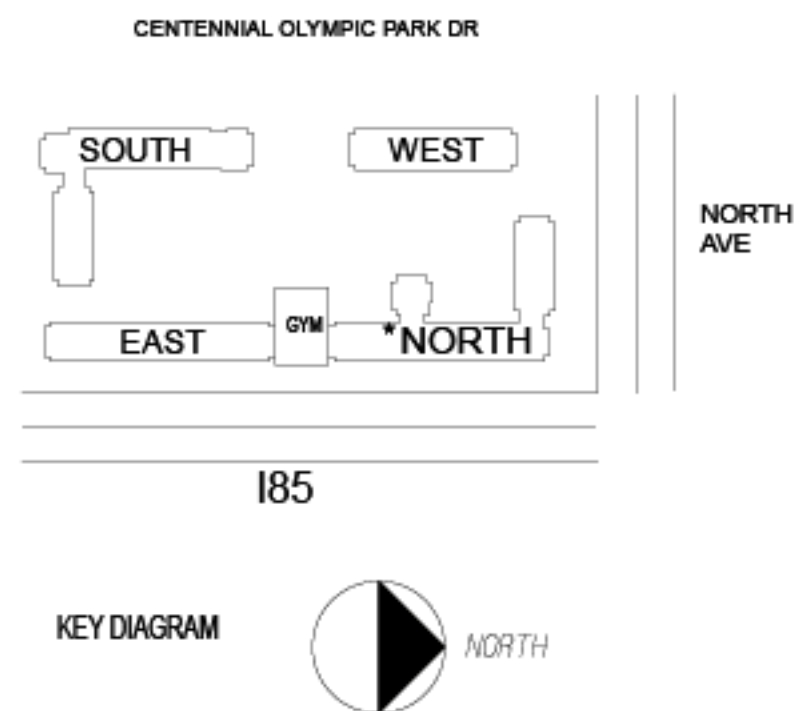 CENTENNIAL OLYMPIC PARK DR
SOUTH
WEST
NORTH
AVE
EAST
GYM
*NORTH
I85
KEY DIAGRAM
NORTH